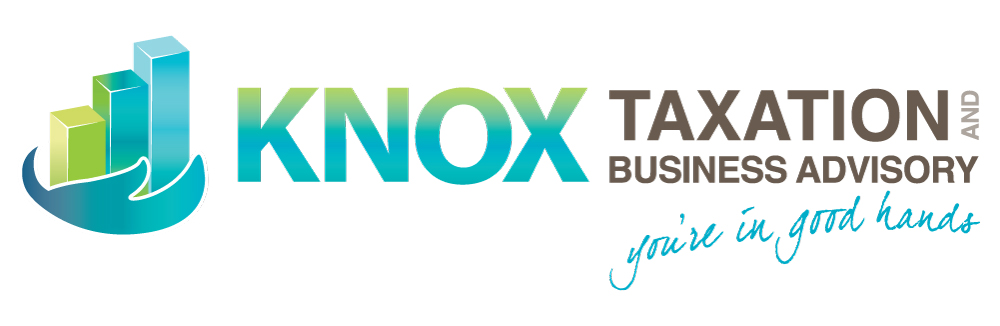 KNOX TAXATION AND
BUSINESS ADVISORY
you're in good hands